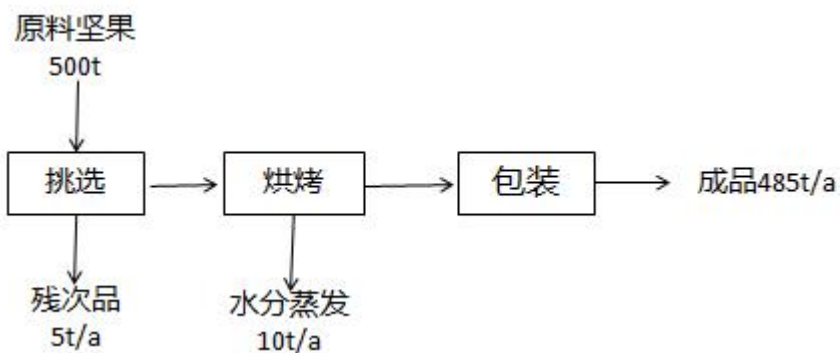 原料坚果
500t
挑选
烘烤
包装
成品485t/a
残次品
5t/a
水分蒸发
10t/a